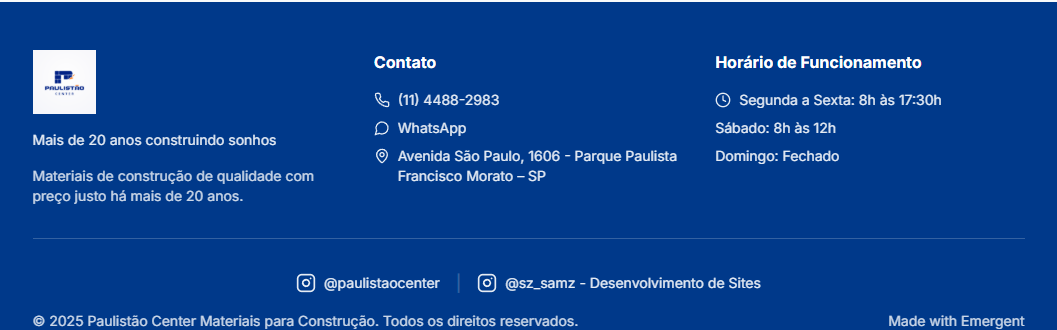 PAULISTÃO
CENTER
Mais de 20 anos construindo sonhos
Materiais de construção de qualidade com
preço justo há mais de 20 anos.
Contato
(11) 4488-2983
WhatsApp
Avenida São Paulo, 1606 - Parque Paulista
Francisco Morato – SP
Horário de Funcionamento
Segunda a Sexta: 8h às 17:30h
Sábado: 8h às 12h
Domingo: Fechado
@paulistaocenter
@sz_samz - Desenvolvimento de Sites
© 2025 Paulistão Center Materiais para Construção. Todos os direitos reservados.
Made with Emergent